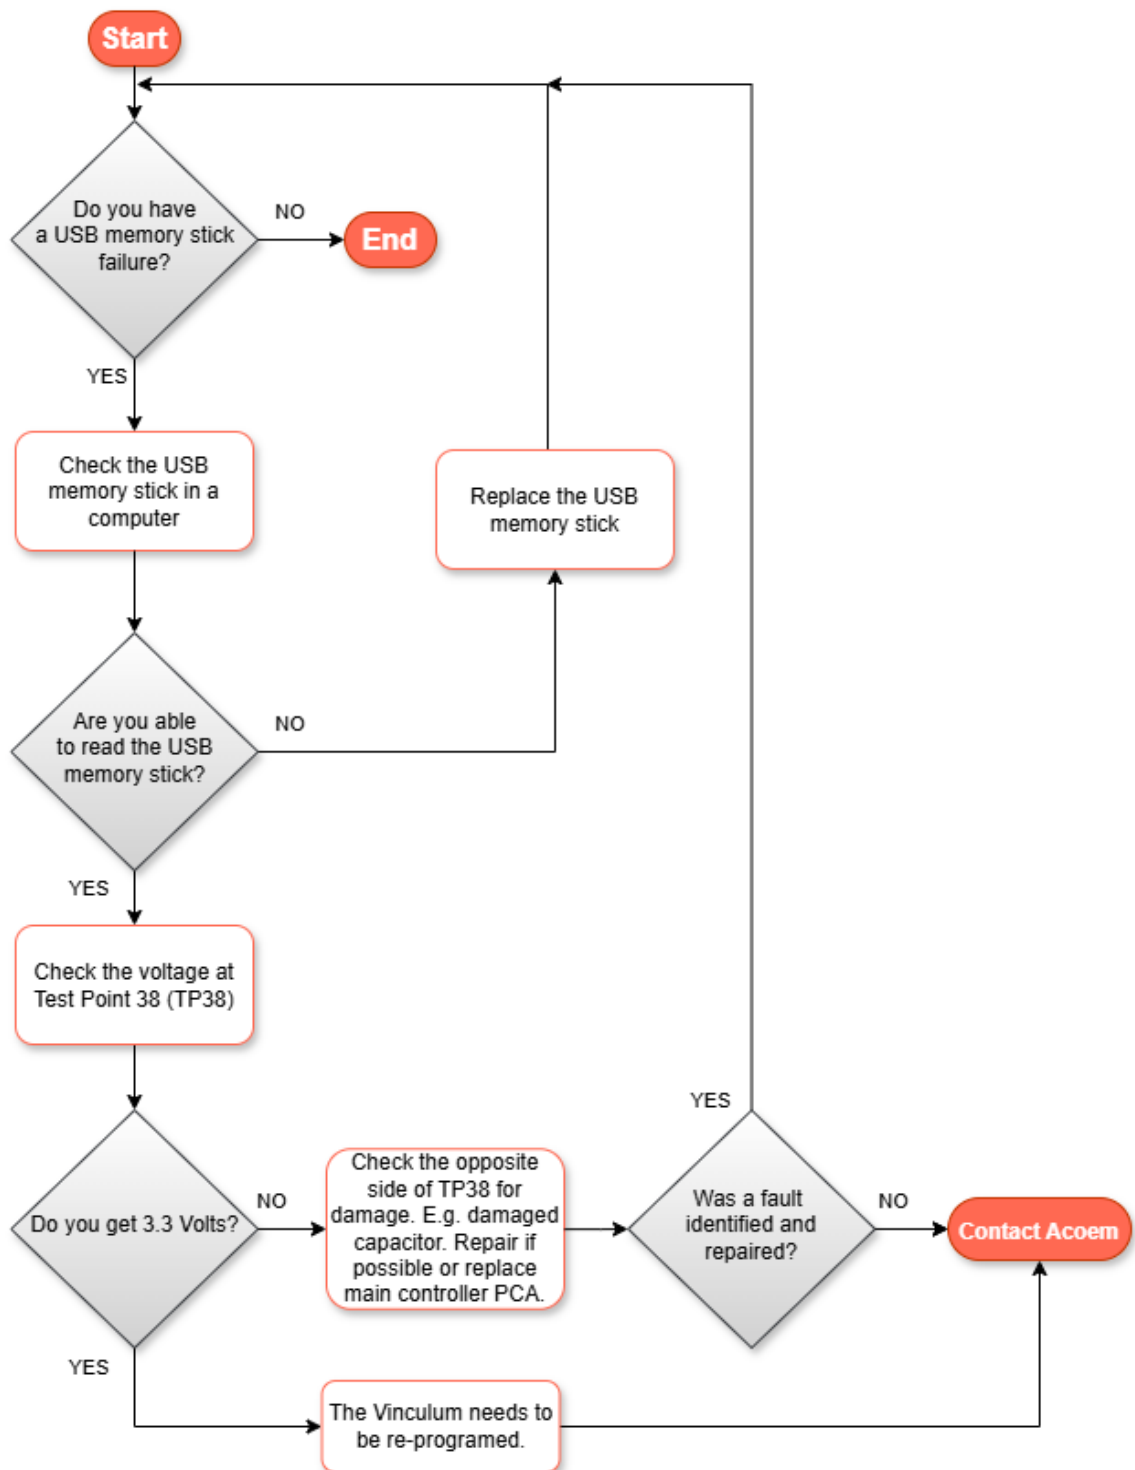 Start
Do you have
a USB memory stick
failure?
NO
End
YES
Check the USB
memory stick in a
computer
Replace the USB
memory stick
Are you able
to read the USB
memory stick?
NO
YES
Check the voltage at
Test Point 38 (TP38)
Do you get 3.3 Volts?
NO
Check the opposite
side of TP38 for
damage. E.g. damaged
capacitor. Repair if
possible or replace
main controller PCA.
YES
Was a fault
identified and
repaired?
NO
Contact Acoem
YES
The Vinculum needs to
be re-programed.